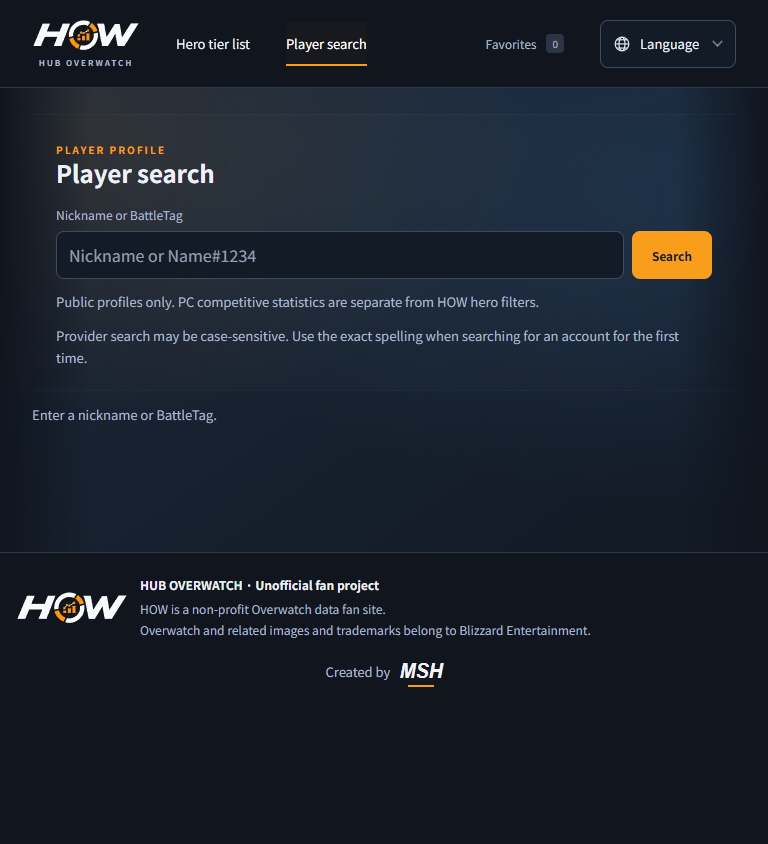 HOW
HUB OVERWATCH
Hero tier list
Player search
Favorites 0
Language
PLAYER PROFILE
Player search
Nickname or BattleTag
Nickname or Name#1234
Search
Public profiles only. PC competitive statistics are separate from HOW hero filters.
Provider search may be case-sensitive. Use the exact spelling when searching for an account for the first
time.
Enter a nickname or BattleTag.
HOW
HUB OVERWATCH · Unofficial fan project
HOW is a non-profit Overwatch data fan site.
Overwatch and related images and trademarks belong to Blizzard Entertainment.
Created by MSH